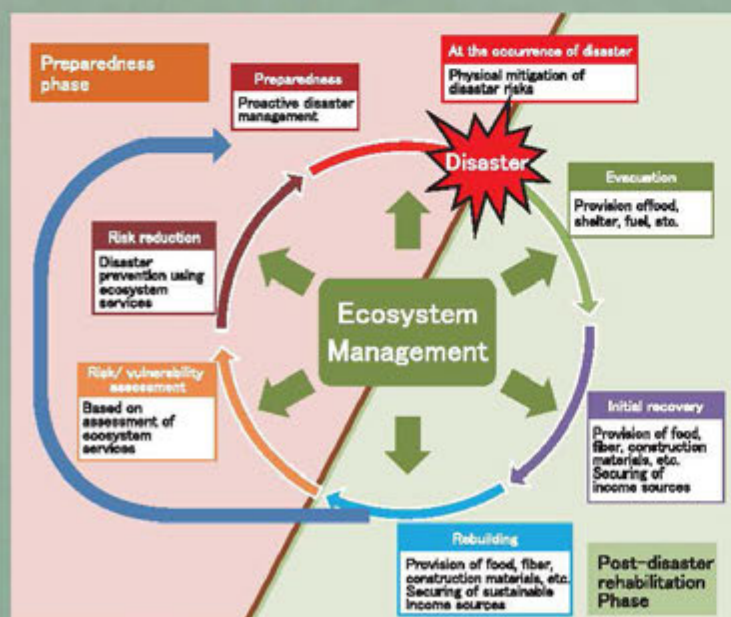 Preparedness
phase
Preparedness
Proactive disaster
management
At the occurrence of disaster
Physical mitigation of
disaster risks
Disaster
Evacuation
Provision offood,
shelter, fuel, etc.
Risk reduction
Disaster
prevention using
ecosystem
services
Ecosystem
Management
Risk/ vulnerability
assessment
Based on
assessment of
ecosystem
services
Initial recovery
Provision of food,
fiber, construction
materials, etc.
Securing of
income sources
Rebuilding
Provision of food, fiber,
construction materials, etc.
Securing of sustainable
income sources
Post-disaster
rehabilitation
Phase